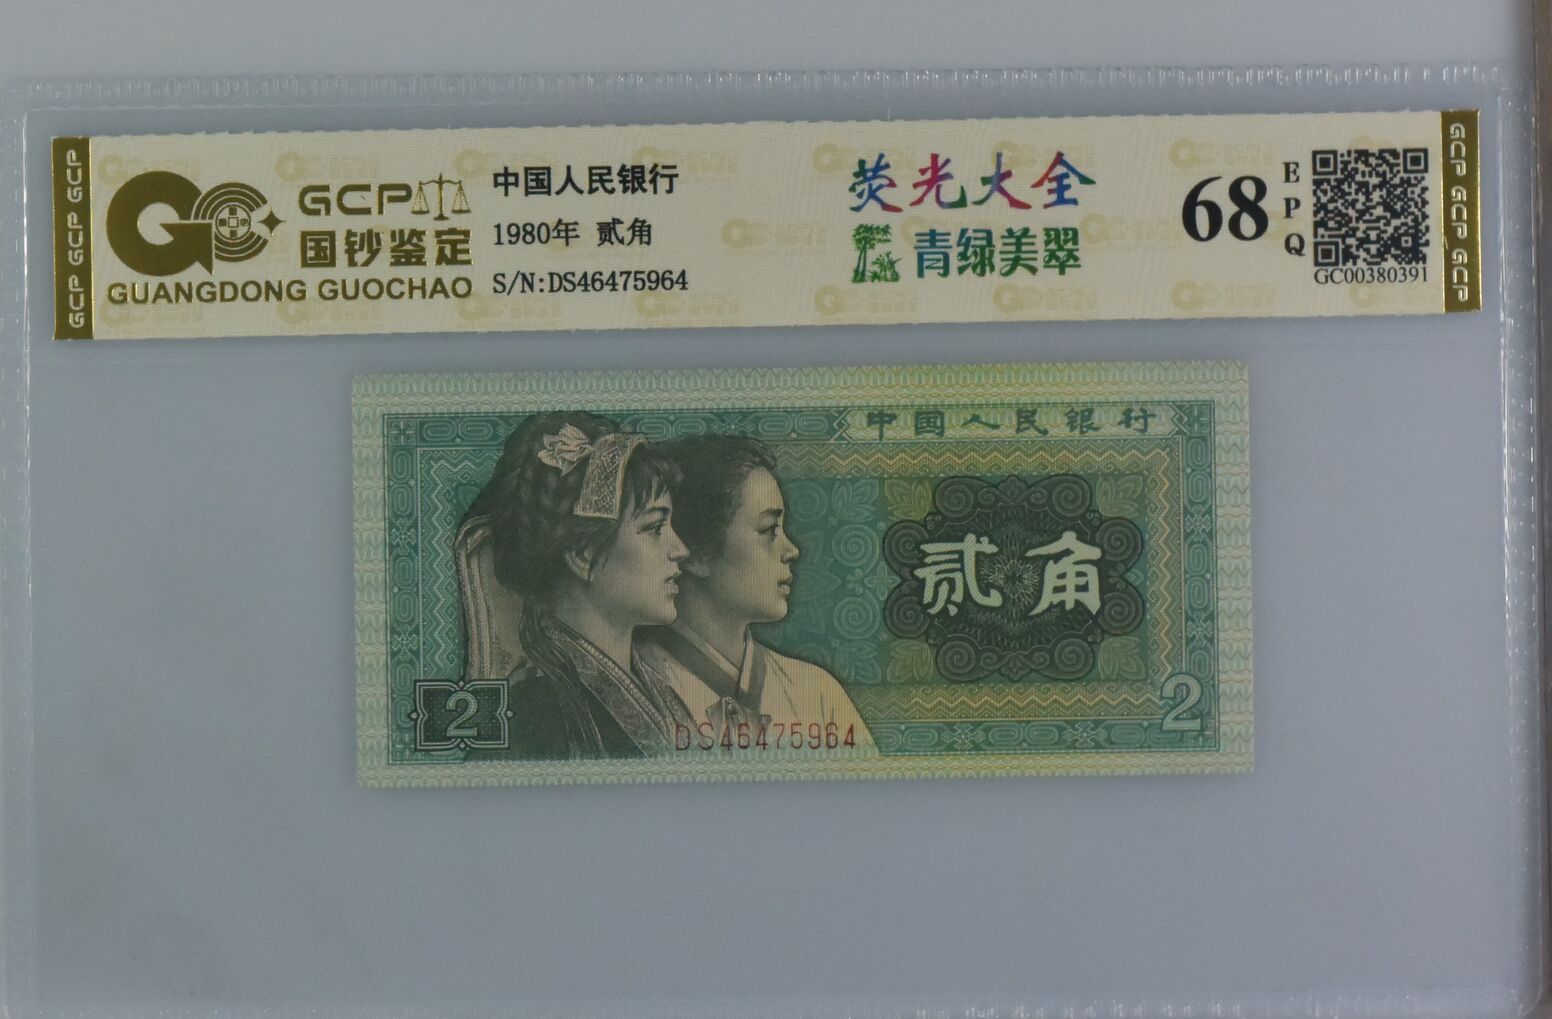 GCP GCP GCP
GCP
国钞鉴定
GUANGDONG GUOCHAO
中国人民银行
1980年 贰角
S/N:DS46475964
荧光大全
青绿美翠
68
E
P
Q
GC00380391
GCP GCP GCP
中国人民银行
贰角
2
2
DS46475964